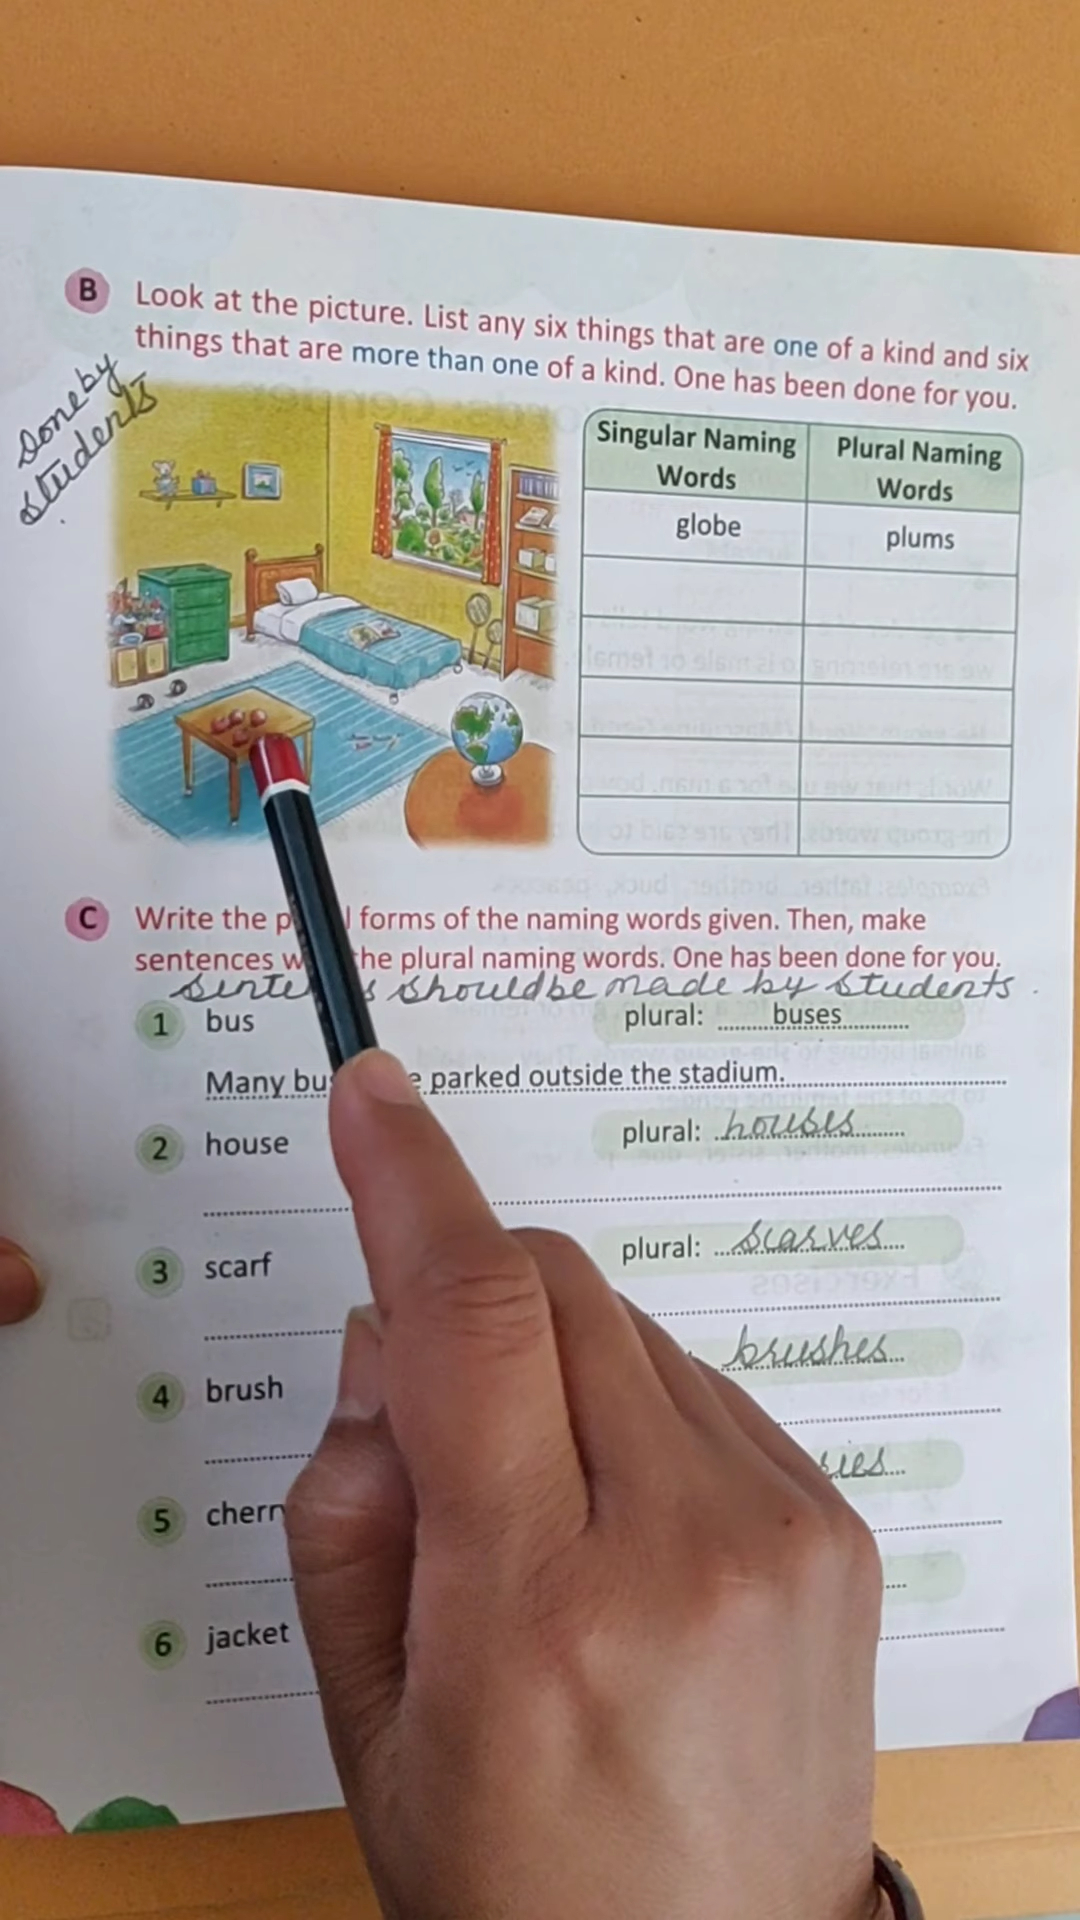 B Look at the picture. List any six things that are one of a kind and six
things that are more than one of a kind. One has been done for you.
Done by
students
Singular Naming Words
Plural Naming Words
globe
plums
C Write the forms of the naming words given. Then, make
sentences the plural naming words. One has been done for you.
should be made by students.
1 bus plural: buses
Many parked outside the stadium.
2 house plural: houses
3 scarf plural: scarves
4 brush brushes
5
6 jacket